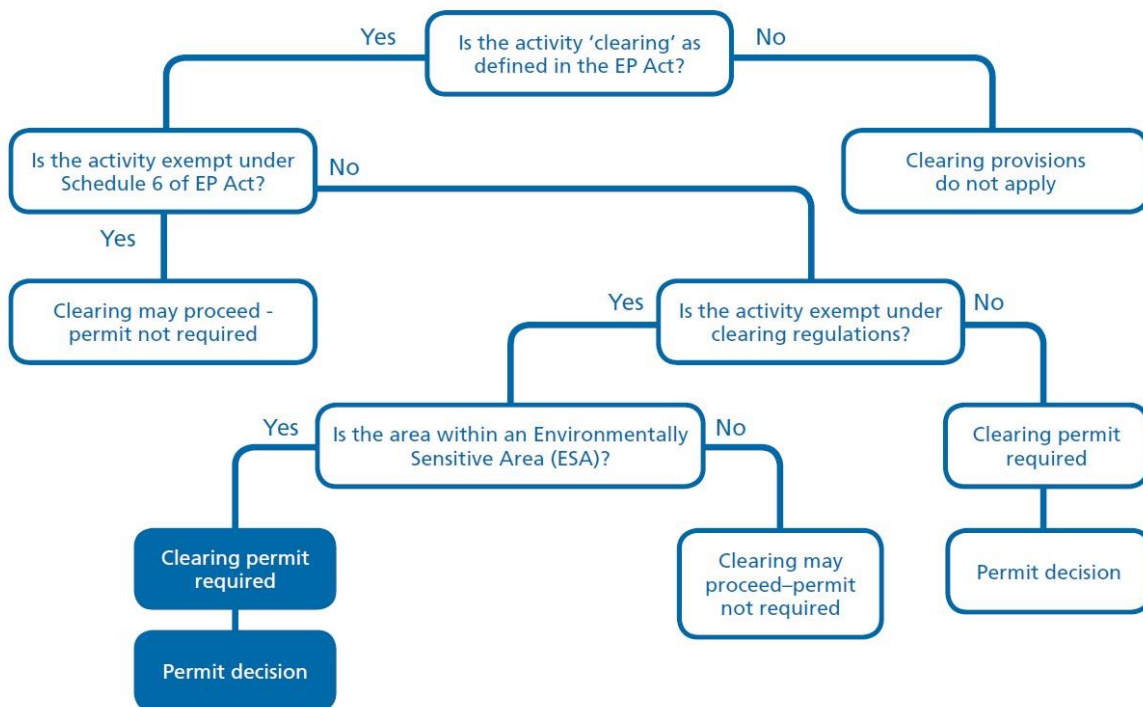 Yes
Is the activity ‘clearing’ as
defined in the EP Act?
No
Is the activity exempt under
Schedule 6 of EP Act?
No
Clearing provisions
do not apply
Yes
Clearing may proceed -
permit not required
Yes
Is the activity exempt under
clearing regulations?
No
Yes
Is the area within an Environmentally
Sensitive Area (ESA)?
No
Clearing permit
required
Clearing permit
required
Clearing may
proceed–permit
not required
Permit decision
Permit decision